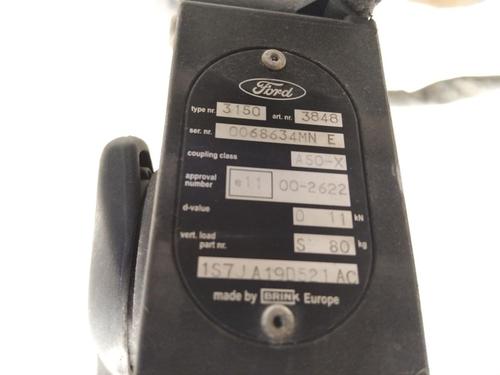 Ford
type nr. 3150 art. nr. 3848
ser. nr. 0068634MN E
coupling class A50-X
approval number e11 00-2622
d-value D 11 kN
vert. load S 80 kg
part nr.
1S7J A19D521 AC
made by BRINK Europe